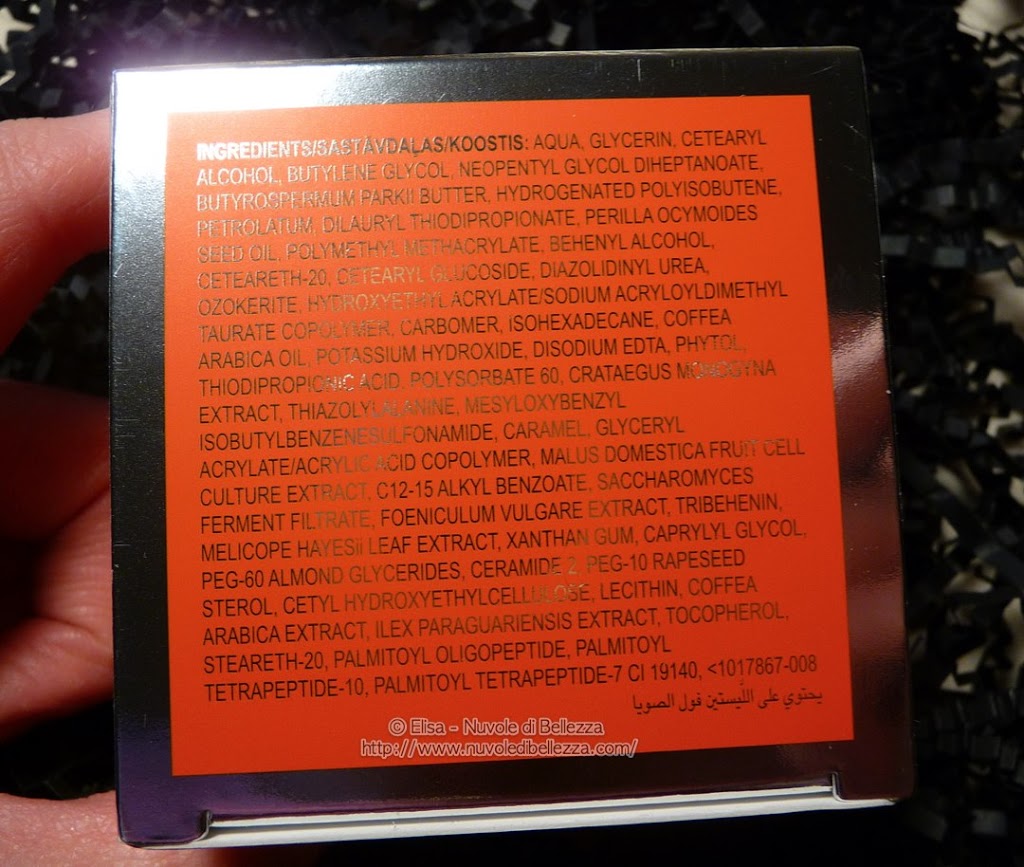 INGREDIENTS/SASTĀVDAĻAS/KOOSTIS: AQUA, GLYCERIN, CETEARYL
ALCOHOL, BUTYLENE GLYCOL, NEOPENTYL GLYCOL DIHEPTANOATE,
BUTYROSPERMUM PARKII BUTTER, HYDROGENATED POLYISOBUTENE,
PETROLATUM, DILAURYL THIODIPROPIONATE, PERILLA OCYMOIDES
SEED OIL, POLYMETHYL METHACRYLATE, BEHENYL ALCOHOL,
CETEARETH-20, CETEARYL GLUCOSIDE, DIAZOLIDINYL UREA,
OZOKERITE, HYDROXYETHYL ACRYLATE/SODIUM ACRYLOYLDIMETHYL
TAURATE COPOLYMER, CARBOMER, ISOHEXADECANE, COFFEA
ARABICA OIL, POTASSIUM HYDROXIDE, DISODIUM EDTA, PHYTOL,
THIODIPROPIONIC ACID, POLYSORBATE 60, CRATAEGUS MONOGYNA
EXTRACT, THIAZOLYLALANINE, MESYLOXYBENZYL
ISOBUTYLBENZENESULFONAMIDE, CARAMEL, GLYCERYL
ACRYLATE/ACRYLIC ACID COPOLYMER, MALUS DOMESTICA FRUIT CELL
CULTURE EXTRACT, C12-15 ALKYL BENZOATE, SACCHAROMYCES
FERMENT FILTRATE, FOENICULUM VULGARE EXTRACT, TRIBEHENIN,
MELICOPE HAYESii LEAF EXTRACT, XANTHAN GUM, CAPRYLYL GLYCOL,
PEG-60 ALMOND GLYCERIDES, CERAMIDE 2, PEG-10 RAPESEED
STEROL, CETYL HYDROXYETHYLCELLULOSE, LECITHIN, COFFEA
ARABICA EXTRACT, ILEX PARAGUARIENSIS EXTRACT, TOCOPHEROL,
STEARETH-20, PALMITOYL OLIGOPEPTIDE, PALMITOYL
TETRAPEPTIDE-10, PALMITOYL TETRAPEPTIDE-7 CI 19140, <1017867-008
يحتوي على اللَّيستين فول الصويا
© Elisa - Nuvole di Bellezza
http://www.nuvoledibellezza.com/